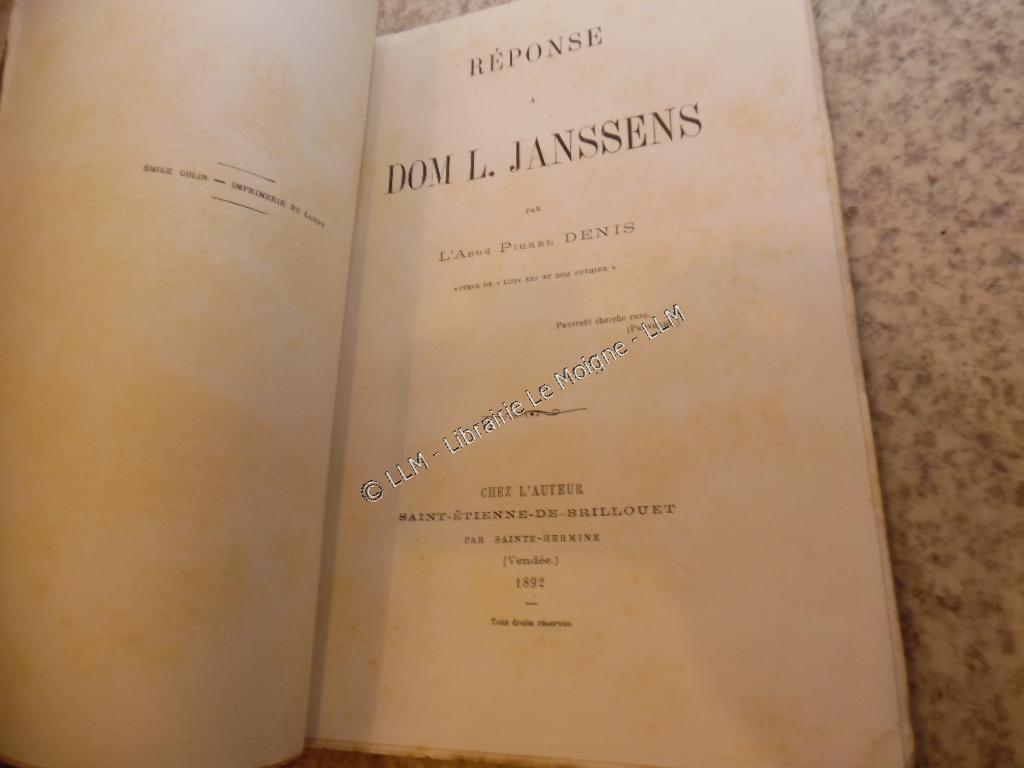 ÉMILE COLIN — IMPRIMERIE DE LAGNY
RÉPONSE
A
DOM L. JANSSENS
PAR
L'Abbé Pierre DENIS
AUTEUR DE « LÉON XIII ET DOM POTHIER »
Pauvreté cherche ruse.
© LLM - Librairie Le Moigne - LLM
CHEZ L'AUTEUR
SAINT-ÉTIENNE-DE-BRILLOUET
PAR SAINTE-HERMINE
(Vendée.)
1892
Tous droits réservés.